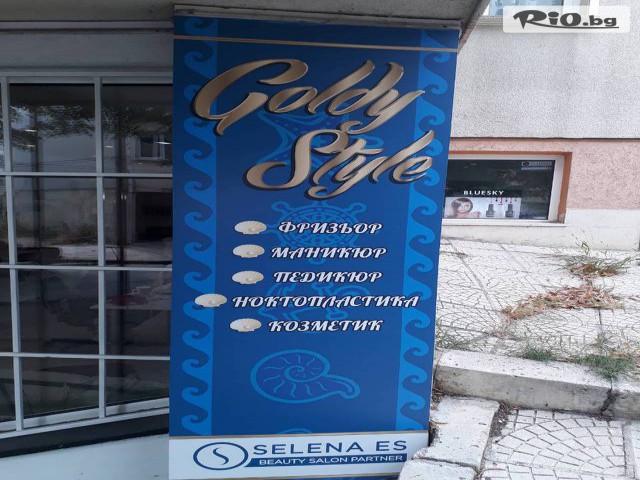 RiO.bg
Goldy
Style
ФРИЗЬОР
МАНИКЮР
ПЕДИКЮР
НОКТОПЛАСТИКА
КОЗМЕТИК
BLUESKY
S SELENA ES
BEAUTY SALON PARTNER